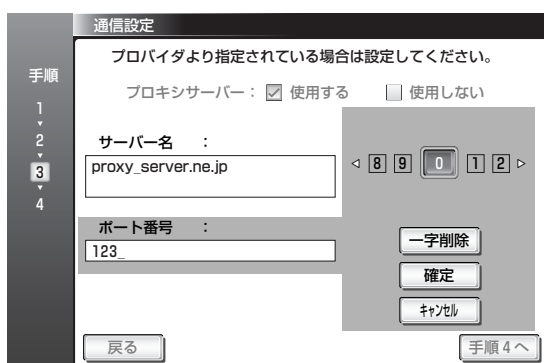 通信設定
プロバイダより指定されている場合は設定してください。
手順
1
2
3
4
プロキシサーバー： 使用する 使用しない
サーバー名 ：
proxy_server.ne.jp
8 9 0 1 2
ポート番号 ：
123_
一字削除
確定
ｷｬﾝｾﾙ
戻る
手順 4 へ